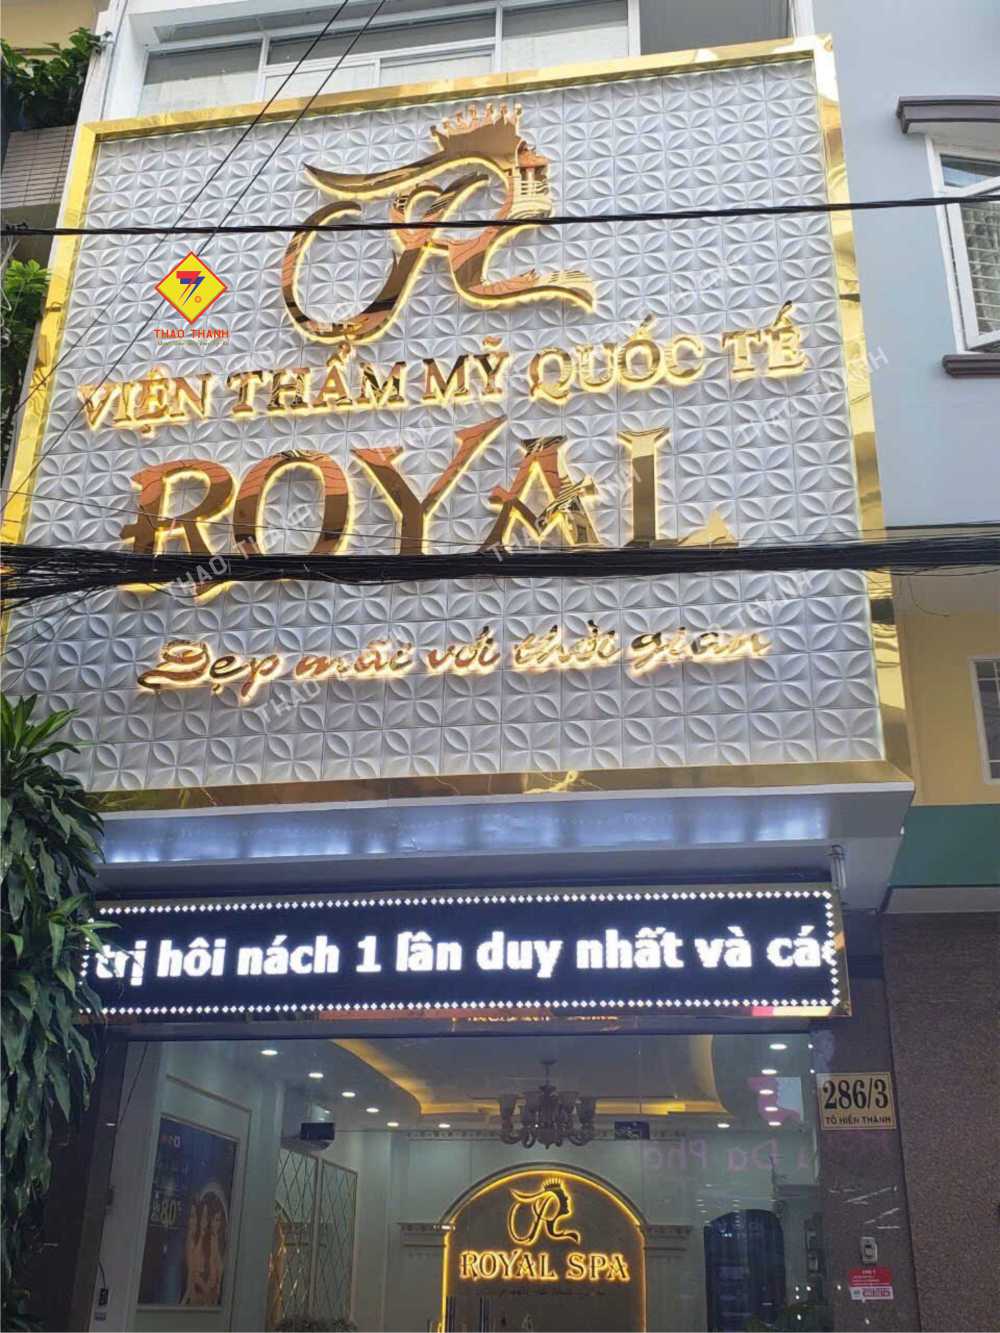 THAO THANH
VIỆN THẨM MỸ QUỐC TẾ
ROYAL
Đẹp mãi với thời gian
trị hôi nách 1 lần duy nhất và các
286/3
TÔ HIẾN THÀNH
ROYAL SPA